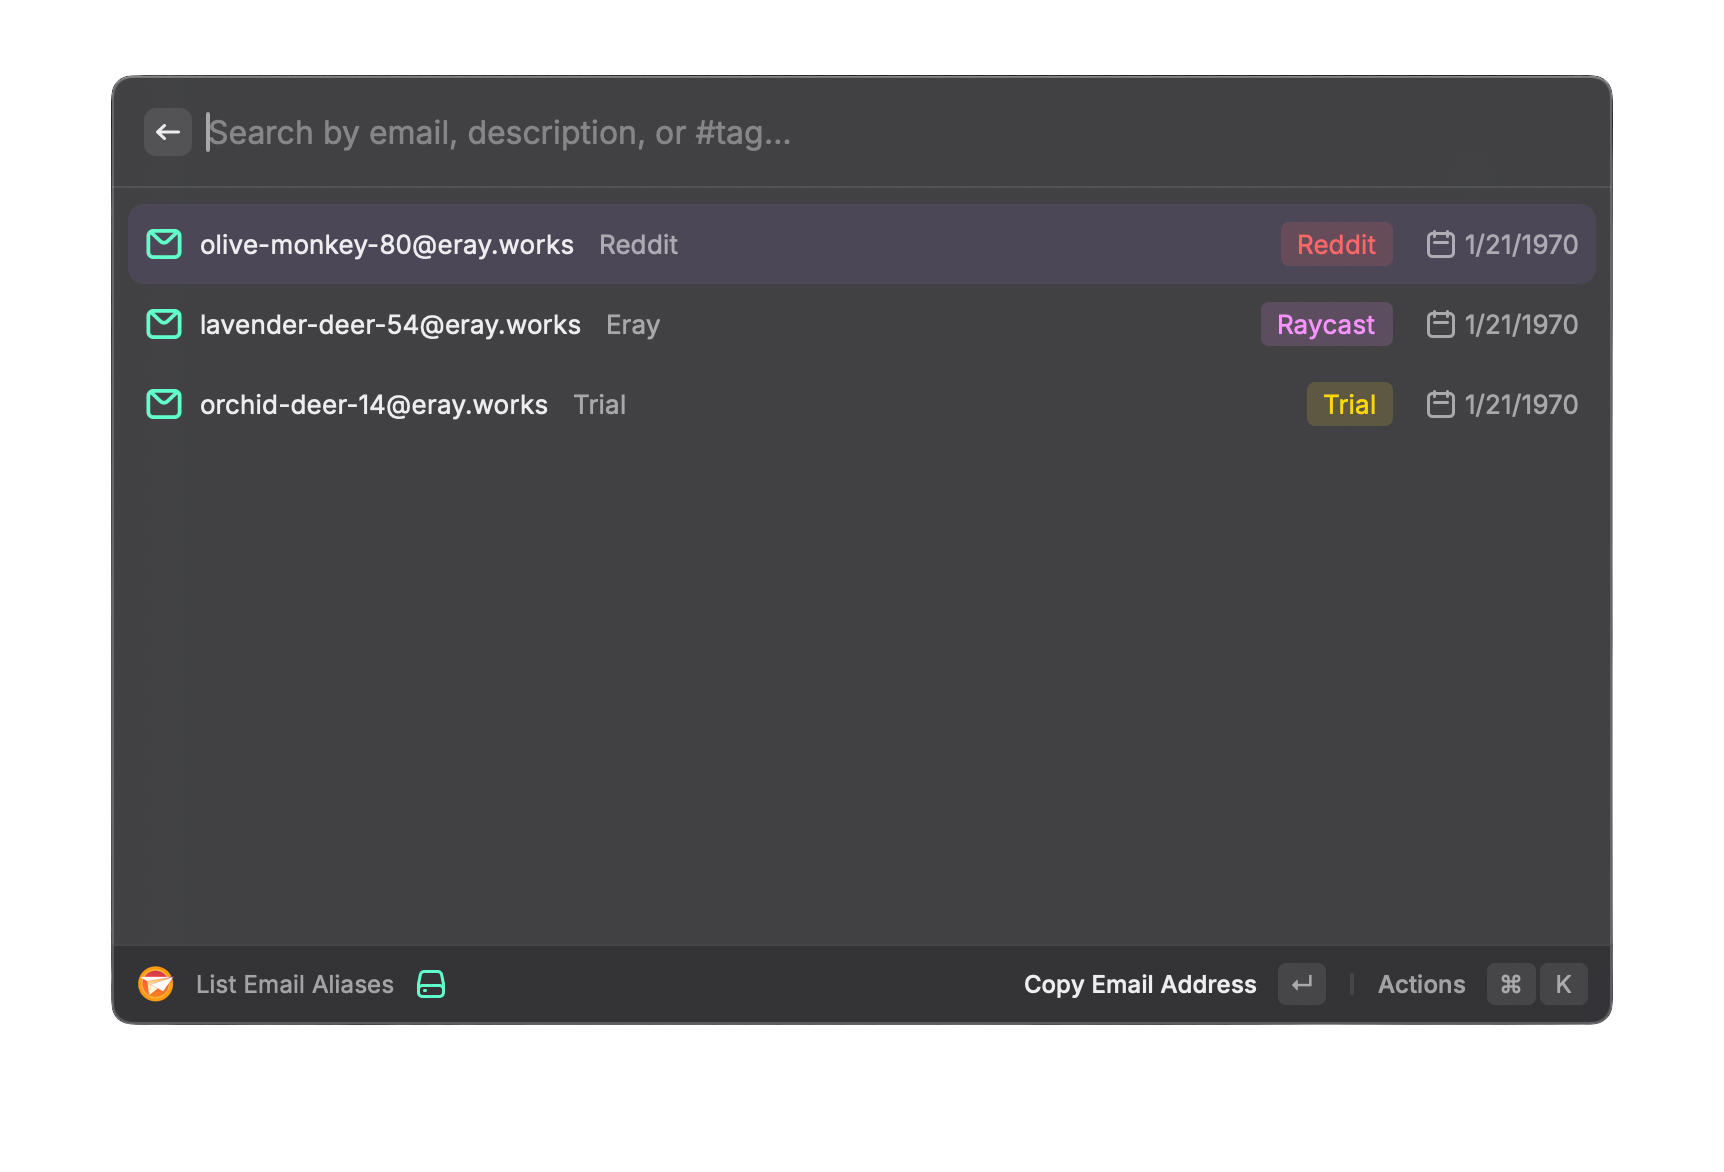 Search by email, description, or #tag...
olive-monkey-80@eray.works Reddit Reddit 1/21/1970
lavender-deer-54@eray.works Eray Raycast 1/21/1970
orchid-deer-14@eray.works Trial Trial 1/21/1970
List Email Aliases Copy Email Address ↵ Actions ⌘ K